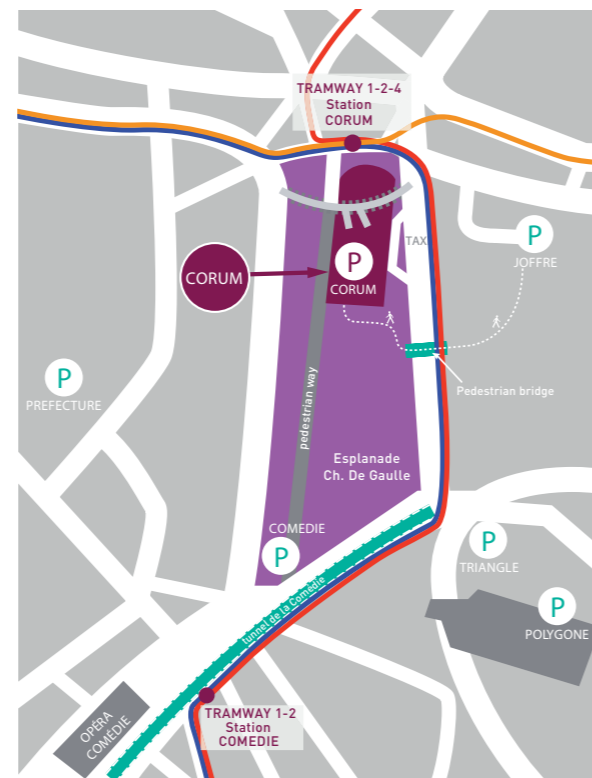 TRAMWAY 1-2-4
Station
CORUM
TAXI
P
JOFFRE
CORUM
P
CORUM
P
PREFECTURE
pedestrian way
Pedestrian bridge
Esplanade
Ch. De Gaulle
COMEDIE
P
P
TRIANGLE
P
POLYGONE
tunnel de la Comédie
OPÉRA
COMÉDIE
TRAMWAY 1-2
Station
COMEDIE